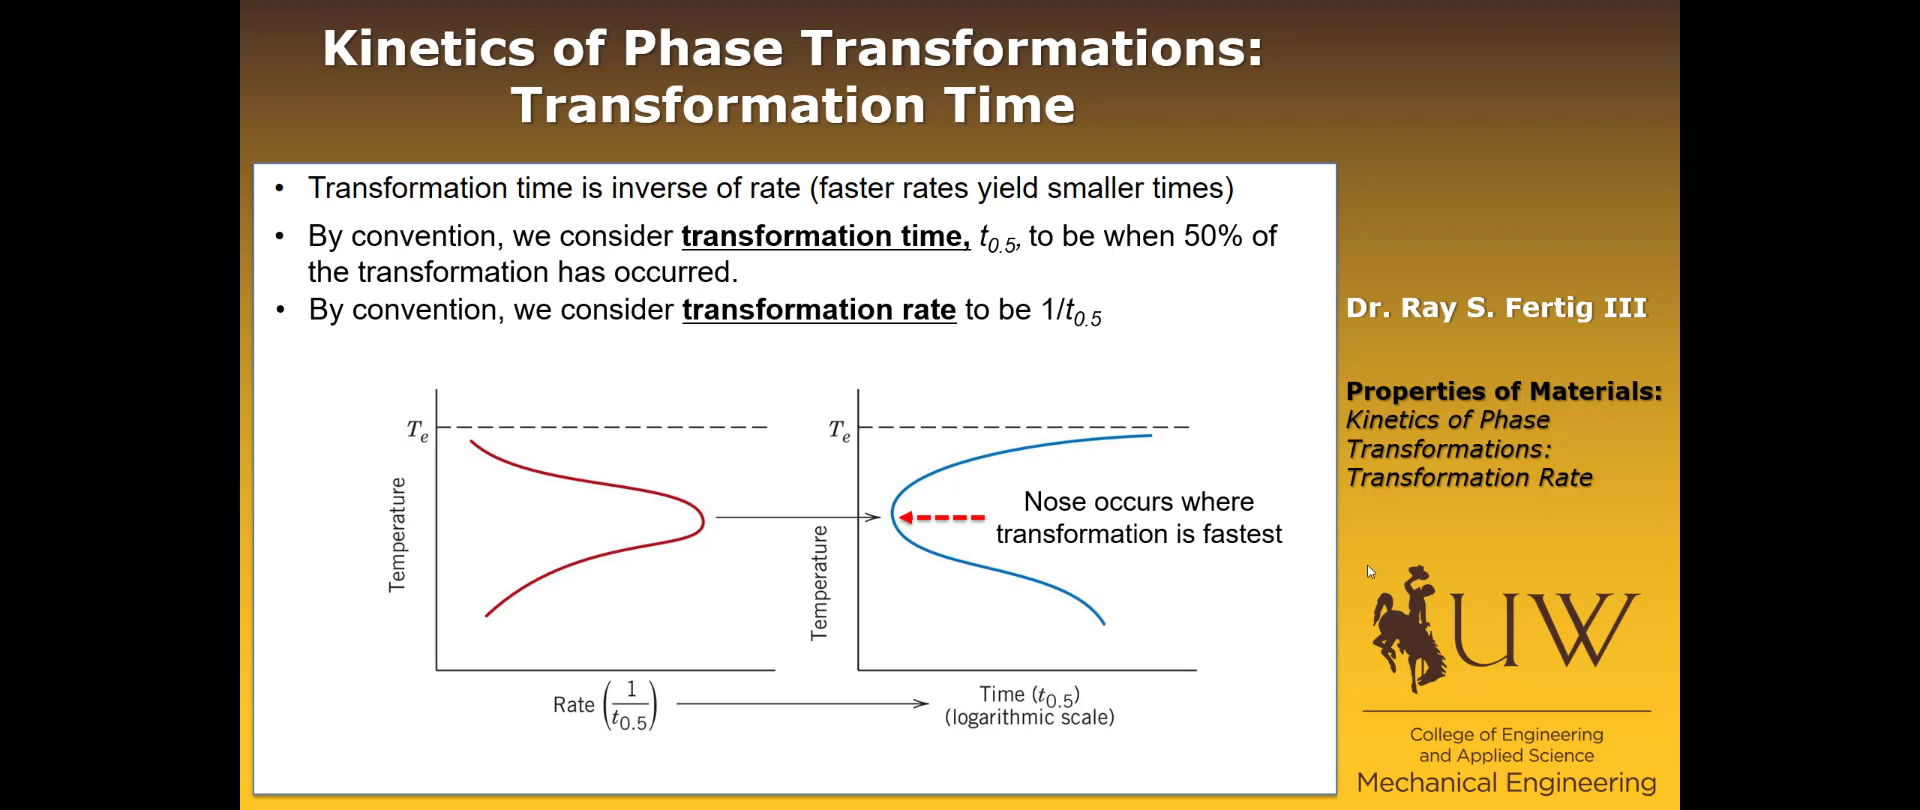 Kinetics of Phase Transformations:
Transformation Time
• Transformation time is inverse of rate (faster rates yield smaller times)
• By convention, we consider transformation time, t0.5, to be when 50% of
the transformation has occurred.
• By convention, we consider transformation rate to be 1/t0.5
Te
Temperature
Rate (1/t0.5)
Te
Temperature
Nose occurs where
transformation is fastest
Time (t0.5)
(logarithmic scale)
Dr. Ray S. Fertig III
Properties of Materials:
Kinetics of Phase
Transformations:
Transformation Rate
UW
College of Engineering
and Applied Science
Mechanical Engineering